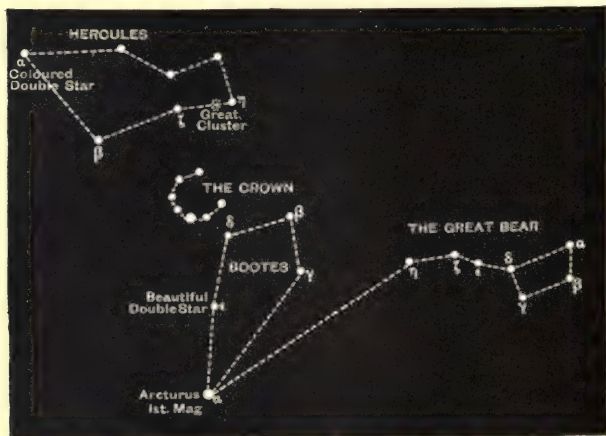 HERCULES
α
Coloured
Double Star
ζ
η
Great
Cluster
β
THE CROWN
β
δ
THE GREAT BEAR
α
δ
ζ
η
β
γ
BOOTES
γ
Beautiful
Double Star
Arcturus
α
1st. Mag